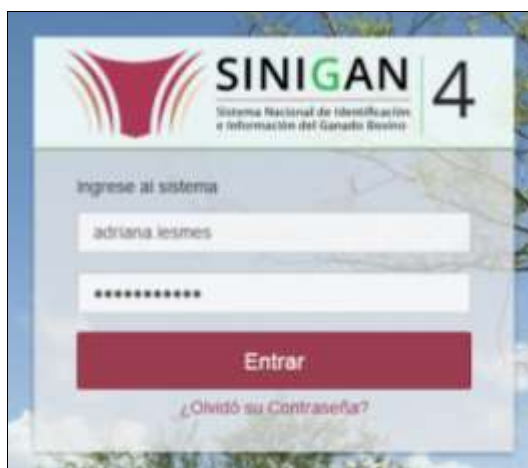 SINIGAN 4
Sistema Nacional de Identificación
e Información del Ganado Bovino
Ingrese al sistema
adriana lesmes
•••••••••••
Entrar
¿Olvidó su Contraseña?